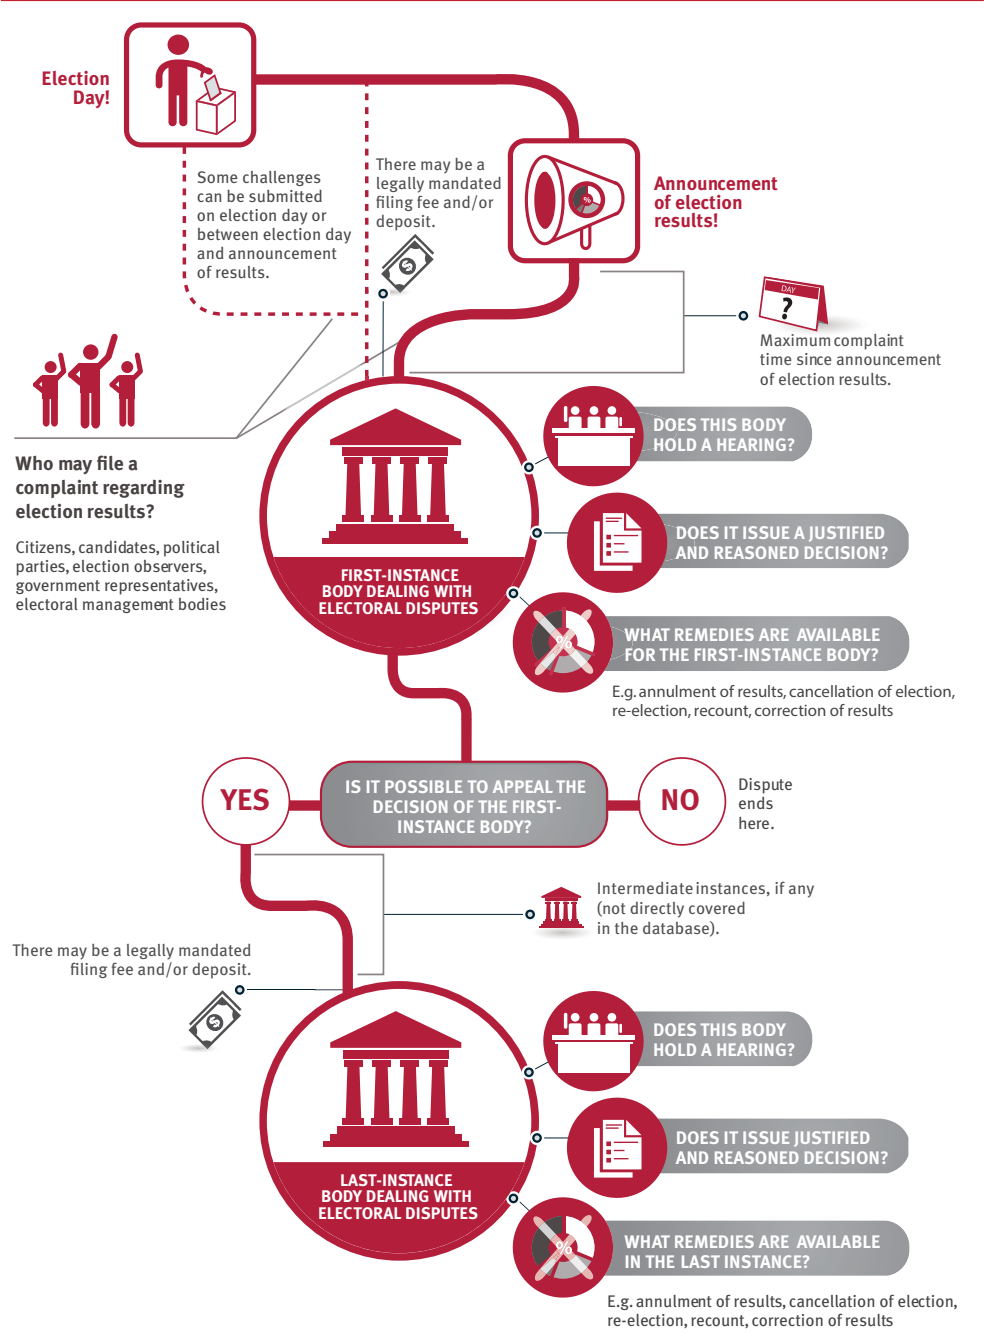 Election
Day!
Some challenges
can be submitted
on election day or
between election day
and announcement
of results.
There may be a
legally mandated
filing fee and/or
deposit.
$
%
Announcement
of election
results!
DAY
?
Maximum complaint
time since announcement
of election results.
Who may file a
complaint regarding
election results?
Citizens, candidates, political
parties, election observers,
government representatives,
electoral management bodies
FIRST-INSTANCE
BODY DEALING WITH
ELECTORAL DISPUTES
DOES THIS BODY
HOLD A HEARING?
DOES IT ISSUE A JUSTIFIED
AND REASONED DECISION?
%
WHAT REMEDIES ARE AVAILABLE
FOR THE FIRST-INSTANCE BODY?
E.g. annulment of results, cancellation of election,
re-election, recount, correction of results
YES
IS IT POSSIBLE TO APPEAL THE
DECISION OF THE FIRST-
INSTANCE BODY?
NO
Dispute
ends
here.
Intermediate instances, if any
(not directly covered
in the database).
There may be a legally mandated
filing fee and/or deposit.
$
LAST-INSTANCE
BODY DEALING WITH
ELECTORAL DISPUTES
DOES THIS BODY
HOLD A HEARING?
DOES IT ISSUE JUSTIFIED
AND REASONED DECISION?
%
WHAT REMEDIES ARE AVAILABLE
IN THE LAST INSTANCE?
E.g. annulment of results, cancellation of election,
re-election, recount, correction of results